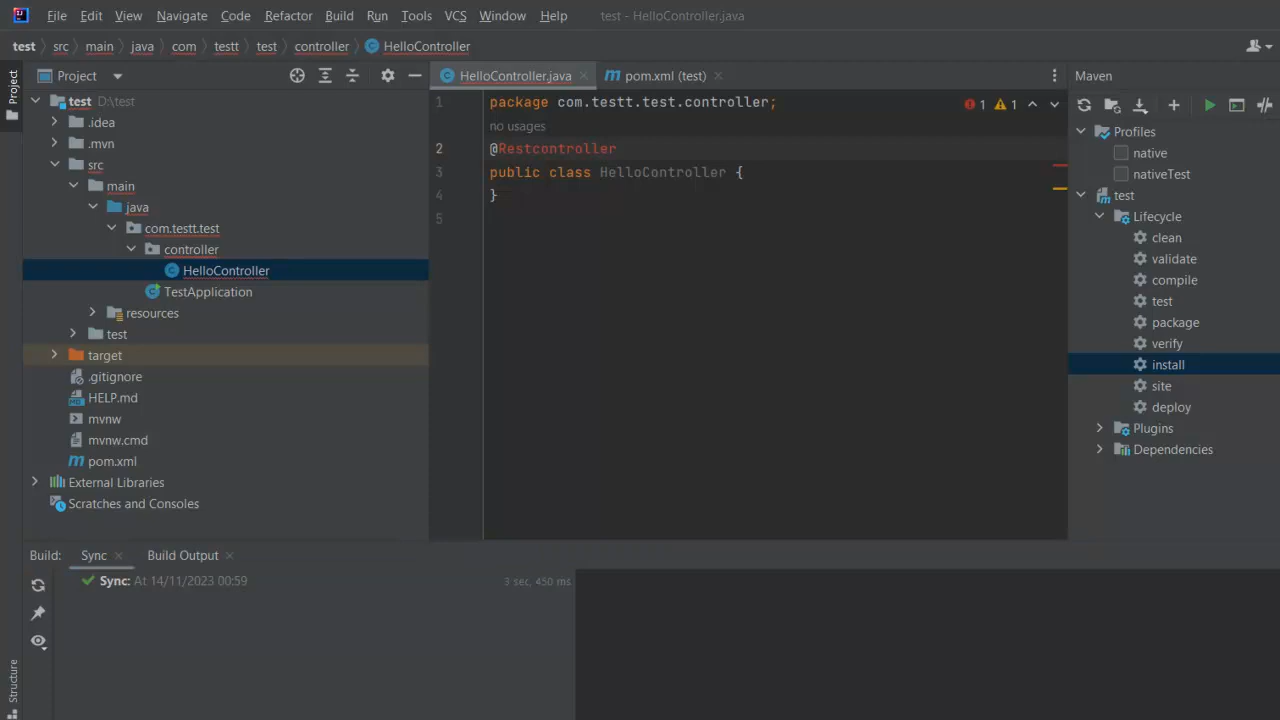 File Edit View Navigate Code Refactor Build Run Tools VCS Window Help test - HelloController.java
test src main java com testt test controller HelloController
Project
Project
HelloController.java
pom.xml (test)
Maven
test D:\test
.idea
.mvn
src
main
java
com.testt.test
controller
HelloController
TestApplication
resources
test
target
.gitignore
HELP.md
mvnw
mvnw.cmd
pom.xml
External Libraries
Scratches and Consoles
1 package com.testt.test.controller;
no usages
2 @Restcontroller
3 public class HelloController {
4 }
5
1 1
Profiles
native
nativeTest
test
Lifecycle
clean
validate
compile
test
package
verify
install
site
deploy
Plugins
Dependencies
Build: Sync Build Output
Sync: At 14/11/2023 00:59 3 sec, 450 ms
Structure